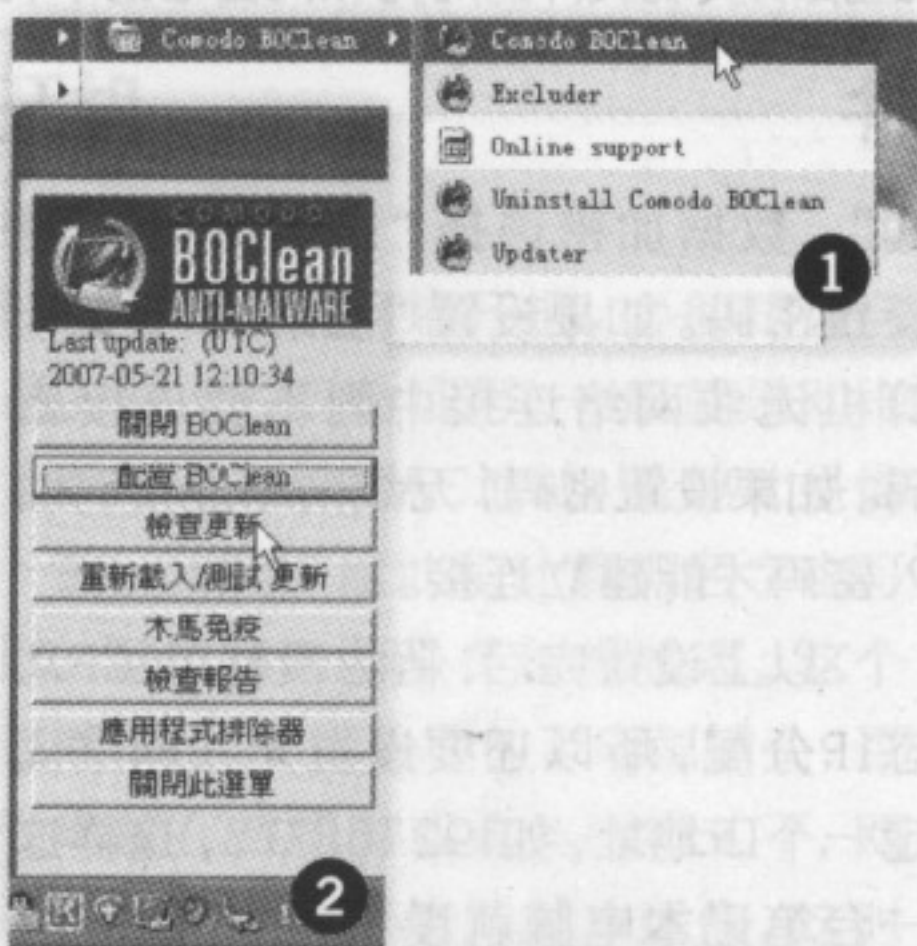 Comodo BOClean
Comodo BOClean
Excluder
Online support
Uninstall Comodo BOClean
Updater
1
COMODO
BOClean
ANTI-MALWARE
Last update: (UTC)
2007-05-21 12:10:34
關閉 BOClean
配置 BOClean
檢查更新
重新載入/測試 更新
木馬免疫
檢查報告
應用程式排除器
關閉此選單
2